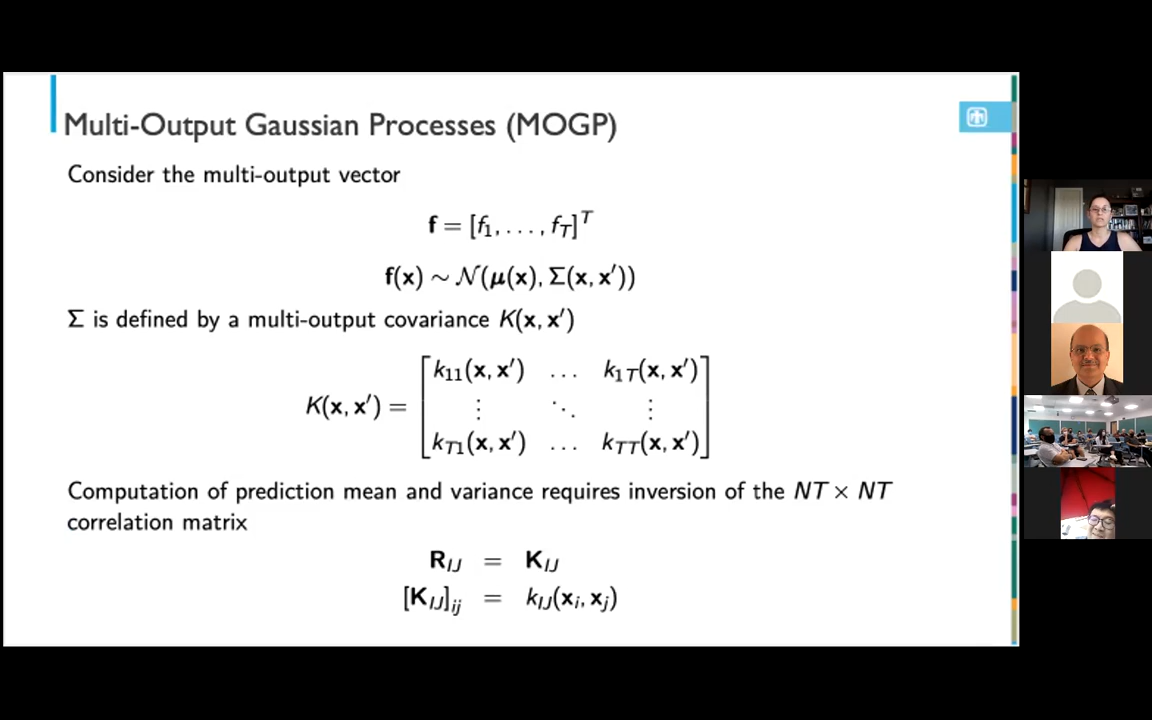 Multi-Output Gaussian Processes (MOGP)
Consider the multi-output vector
f = [f₁, . . . , f_T]ᵀ
f(x) ∼ 𝒩(μ(x), Σ(x, x′))
Σ is defined by a multi-output covariance K(x, x′)
K(x, x′) = [k₁₁(x, x′) … k₁T(x, x′)
⋮ ⋱ ⋮
k_T1(x, x′) … k_TT(x, x′)]
Computation of prediction mean and variance requires inversion of the NT × NT
correlation matrix
R_IJ = K_IJ
[K_IJ]_ij = k_IJ(x_i, x_j)